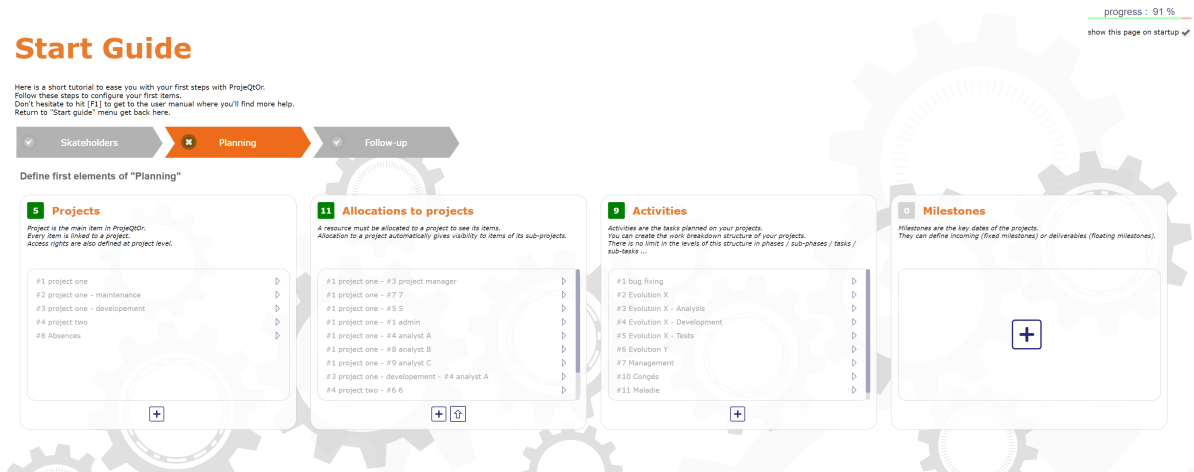 progress : 91 %
show this page on startup
Start Guide
Here is a short tutorial to ease you with your first steps with ProjeQtOr.
Follow these steps to configure your first items.
Don't hesitate to hit [F1] to get to the user manual where you'll find more help.
Return to "Start guide" menu get back here.
Skateholders
Planning
Follow-up
Define first elements of "Planning"
5 Projects
Project is the main item in ProjeQtOr.
Every item is linked to a project.
Access rights are also defined at project level.
#1 project one
#2 project one - maintenance
#3 project one - developement
#4 project two
#6 Absences
11 Allocations to projects
A resource must be allocated to a project to see its items.
Allocation to a project automatically gives visibility to items of its sub-projects.
#1 project one - #3 project manager
#1 project one - #7 7
#1 project one - #5 5
#1 project one - #1 admin
#1 project one - #4 analyst A
#1 project one - #8 analyst B
#1 project one - #9 analyst C
#3 project one - developement - #4 analyst A
#4 project two - #6 6
9 Activities
Activities are the tasks planned on your projects.
You can create the work breakdown structure of your projects.
There is no limit in the levels of this structure in phases / sub-phases / tasks /
sub-tasks ...
#1 bug fixing
#2 Evolution X
#3 Evolutoin X - Analysis
#4 Evolution X - Development
#5 Evolution X - Tests
#6 Evolution Y
#7 Management
#10 Congés
#11 Maladie
0 Milestones
Milestones are the key dates of the projects.
They can define incoming (fixed milestones) or deliverables (floating milestones).